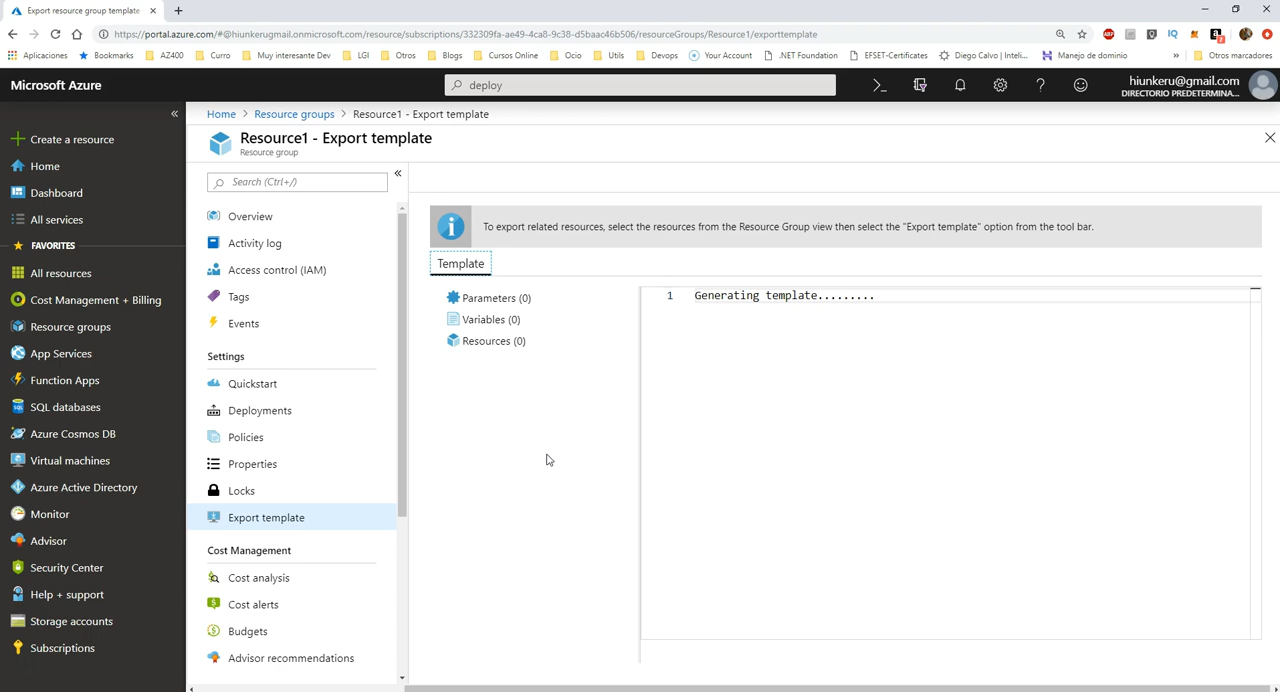 Export resource group template
https://portal.azure.com/#@hiunkerugmail.onmicrosoft.com/resource/subscriptions/332309fa-ae49-4ca8-9c38-d5baac46b506/resourceGroups/Resource1/exporttemplate
Aplicaciones Bookmarks AZ400 Curro Muy interesante Dev LGI Otros Blogs Cursos Online Ocio Utils Devops Your Account .NET Foundation EFSET-Certificates Diego Calvo | Inteli... Manejo de dominio » Otros marcadores
Microsoft Azure
deploy
hiunkeru@gmail.com
DIRECTORIO PREDETERMINA...
«
Create a resource
Home
Dashboard
All services
FAVORITES
All resources
Cost Management + Billing
Resource groups
App Services
Function Apps
SQL databases
Azure Cosmos DB
Virtual machines
Azure Active Directory
Monitor
Advisor
Security Center
Help + support
Storage accounts
Subscriptions
Home > Resource groups > Resource1 - Export template
Resource1 - Export template
Resource group
Search (Ctrl+/)
«
Overview
Activity log
Access control (IAM)
Tags
Events
Settings
Quickstart
Deployments
Policies
Properties
Locks
Export template
Cost Management
Cost analysis
Cost alerts
Budgets
Advisor recommendations
To export related resources, select the resources from the Resource Group view then select the "Export template" option from the tool bar.
Template
Parameters (0)
Variables (0)
Resources (0)
1 Generating template.........